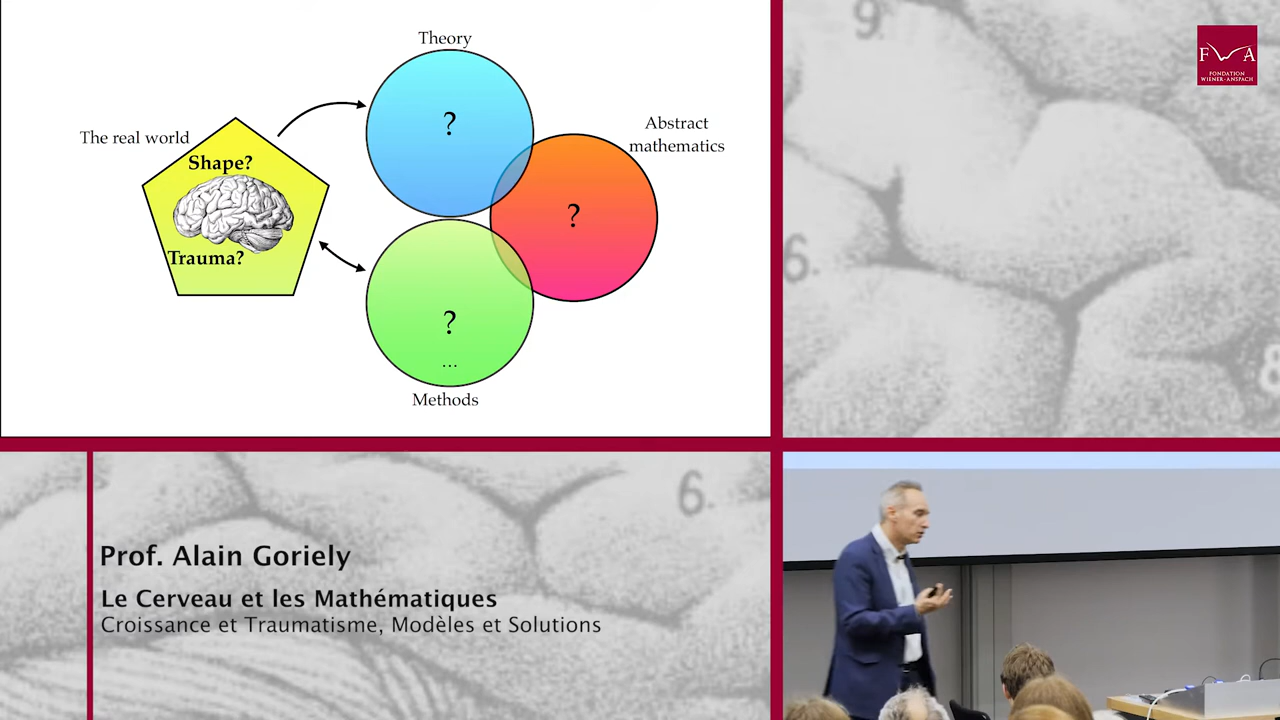 Theory
?
Abstract
mathematics
The real world
Shape?
?
Trauma?
?
...
Methods
9.
6.
8
F W A
FONDATION
WIENER-ANSPACH
6.
Prof. Alain Goriely
Le Cerveau et les Mathématiques
Croissance et Traumatisme, Modèles et Solutions